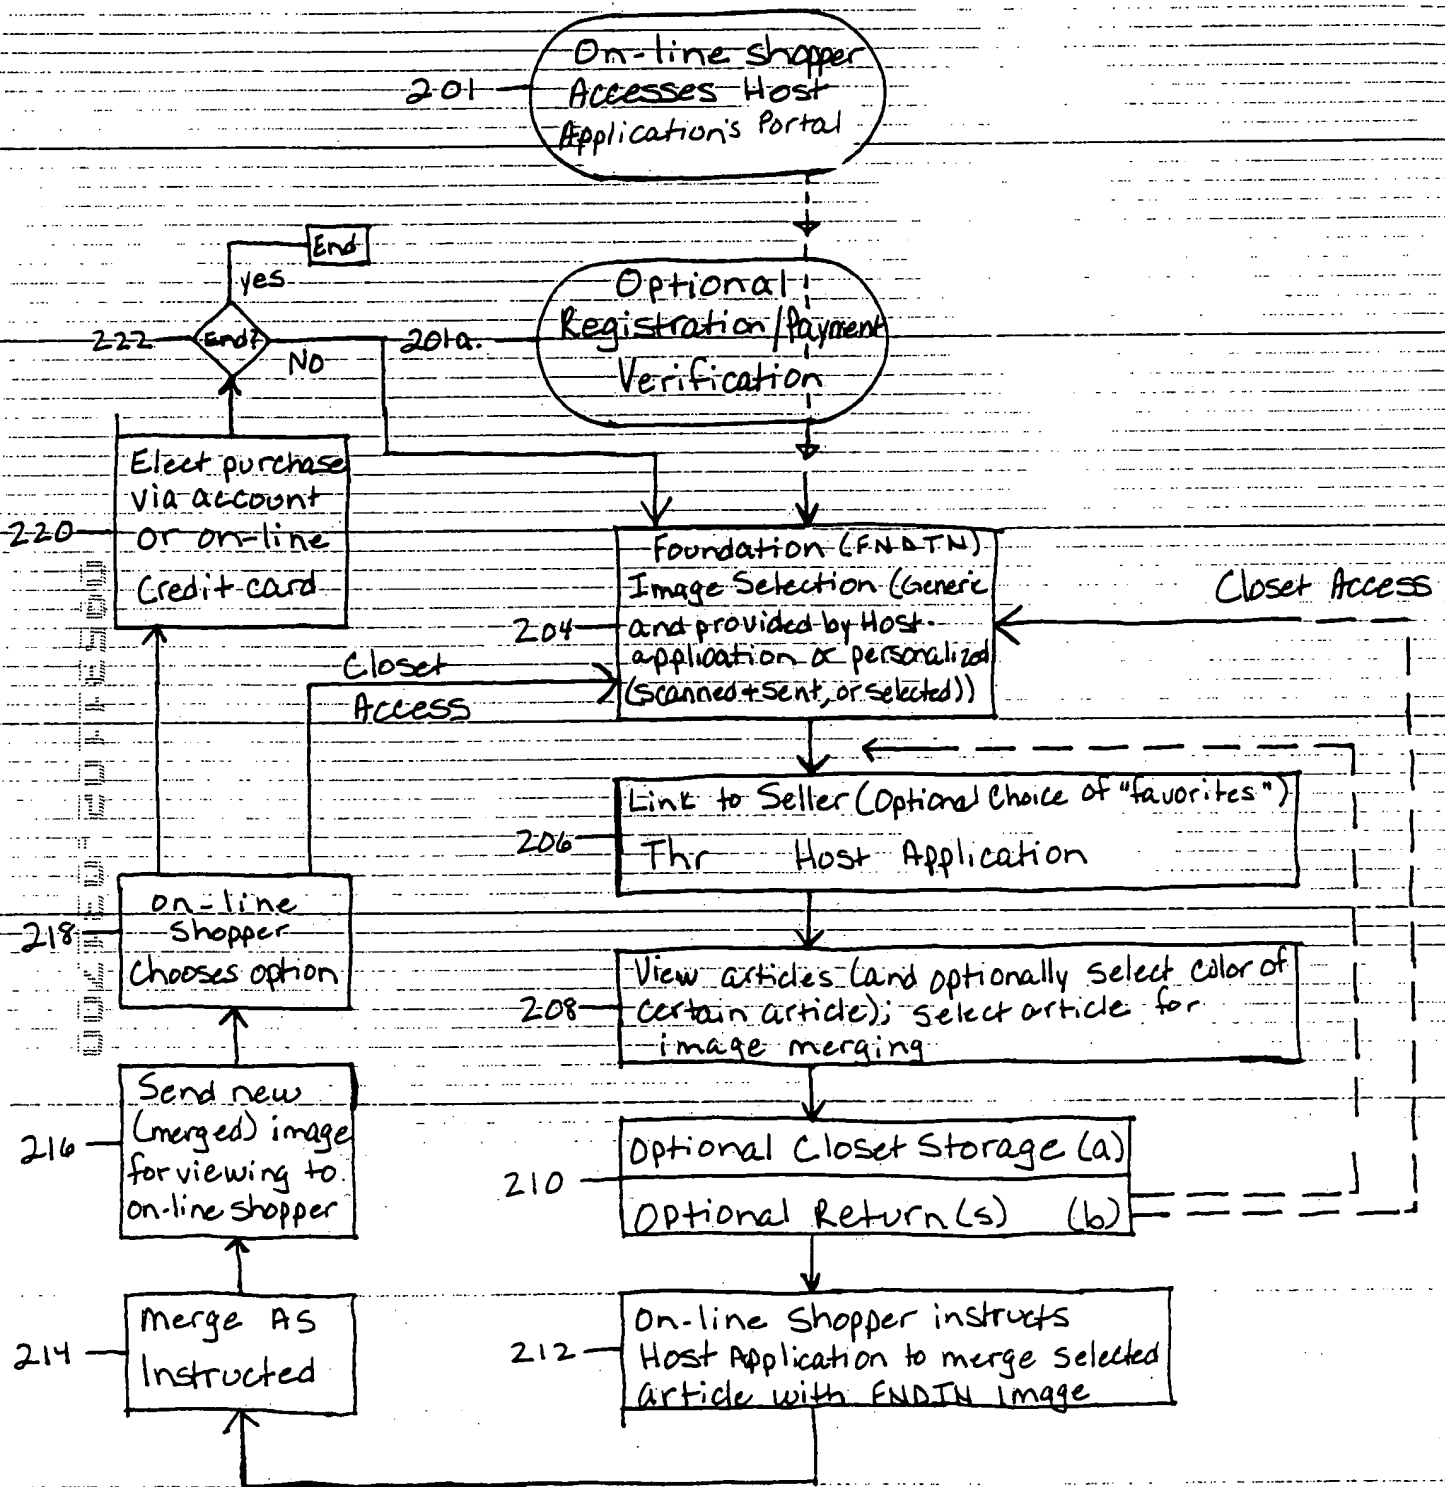 On-line shopper
Accesses Host
Application's Portal
201
End
yes
End?
222
No
201a.
Optional
Registration/Payment
Verification
Elect purchase
via account
or on-line
Credit card
220
Foundation (FNDTN)
Image Selection (Generic
and provided by Host
application or personalized
(scanned + sent, or selected))
204
Closet Access
Closet
Access
Link to Seller (Optional Choice of "favorites")
Thr Host Application
206
On-line
Shopper
Chooses option
218
View articles (and optionally select color of
certain article); select article for
image merging
208
Send new
(merged) image
for viewing to
on-line shopper
216
Optional Closet Storage (a)
210
Optional Return(s) (b)
Merge As
Instructed
214
On-line Shopper instructs
Host Application to merge selected
article with FNDTN Image
212